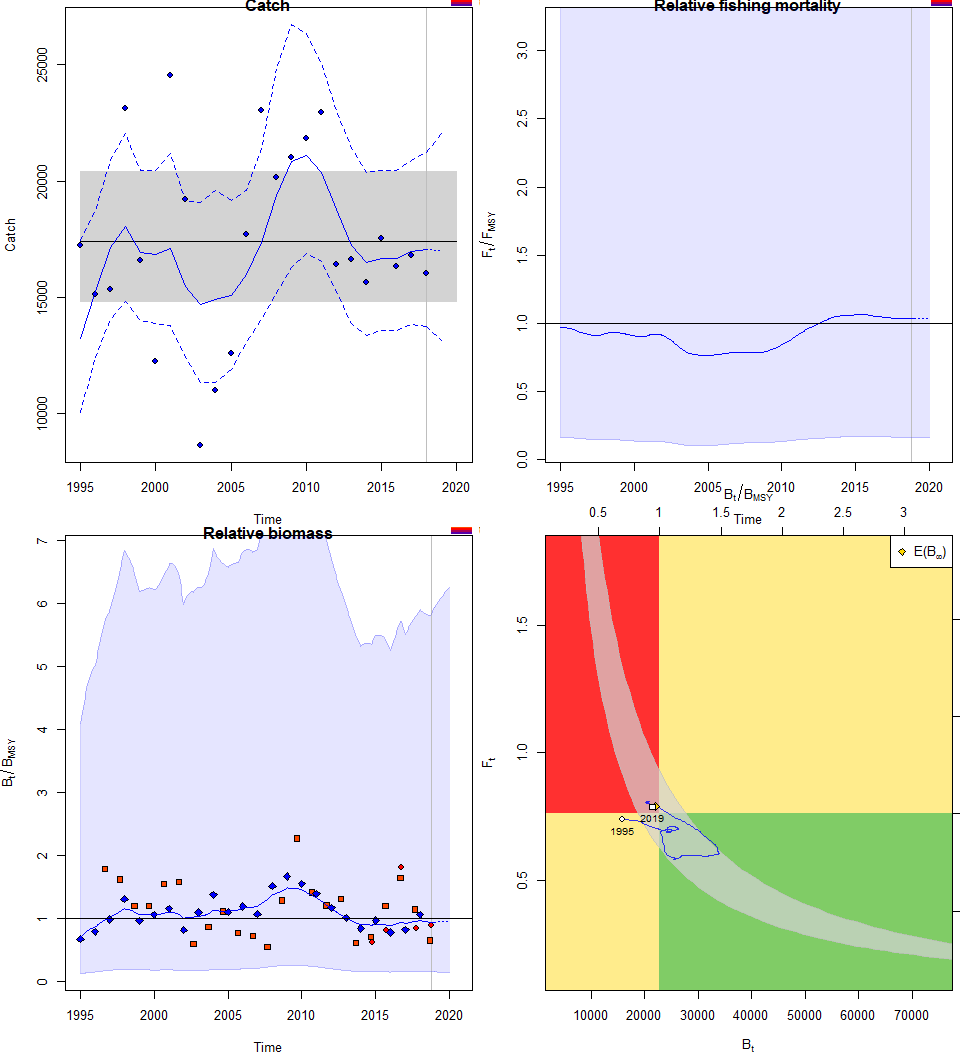 Catch
Catch
25000
20000
15000
10000
1995 2000 2005 2010 2015 2020
Time
Relative fishing mortality
Ft/FMSY
3.0
2.5
2.0
1.5
1.0
0.5
0.0
1995 2000 2005 2010 2015 2020
Time
Relative biomass
Bt/BMSY
7
6
5
4
3
2
1
0
1995 2000 2005 2010 2015 2020
Time
Bt/BMSY
0.5 1 1.5 2 2.5 3
E(B∞)
Ft
1.5
1.0
0.5
2019
1995
10000 20000 30000 40000 50000 60000 70000
Bt